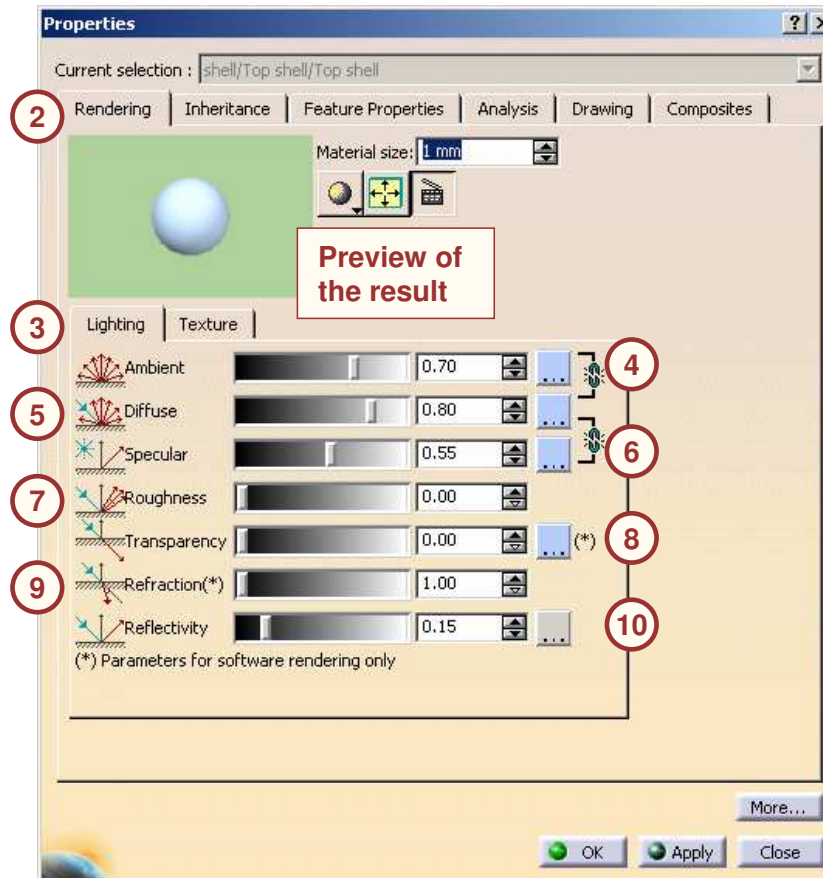 Properties
?
Current selection : shell/Top shell/Top shell
2
Rendering Inheritance Feature Properties Analysis Drawing Composites
Material size: 1 mm
Preview of
the result
3
Lighting Texture
Ambient 0.70 ... 4
5 Diffuse 0.80 ...
Specular 0.55 ... 6
7 Roughness 0.00
Transparency 0.00 ... (*) 8
9 Refraction(*) 1.00
Reflectivity 0.15 ... 10
(*) Parameters for software rendering only
More...
OK Apply Close